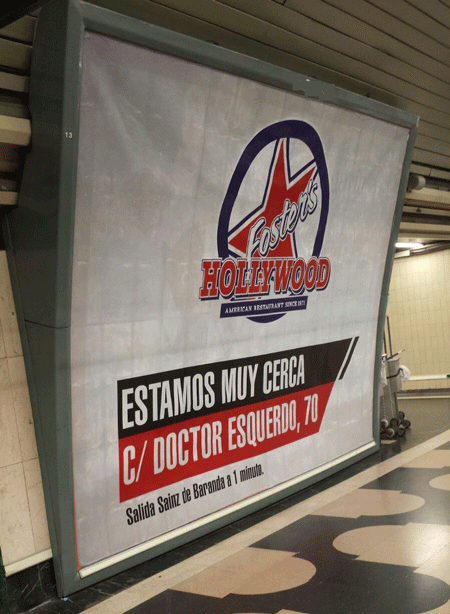 13
Foster's
HOLLYWOOD
AMERICAN RESTAURANT SINCE 1971
ESTAMOS MUY CERCA
C/ DOCTOR ESQUERDO, 70
Salida Sainz de Baranda a 1 minuto.